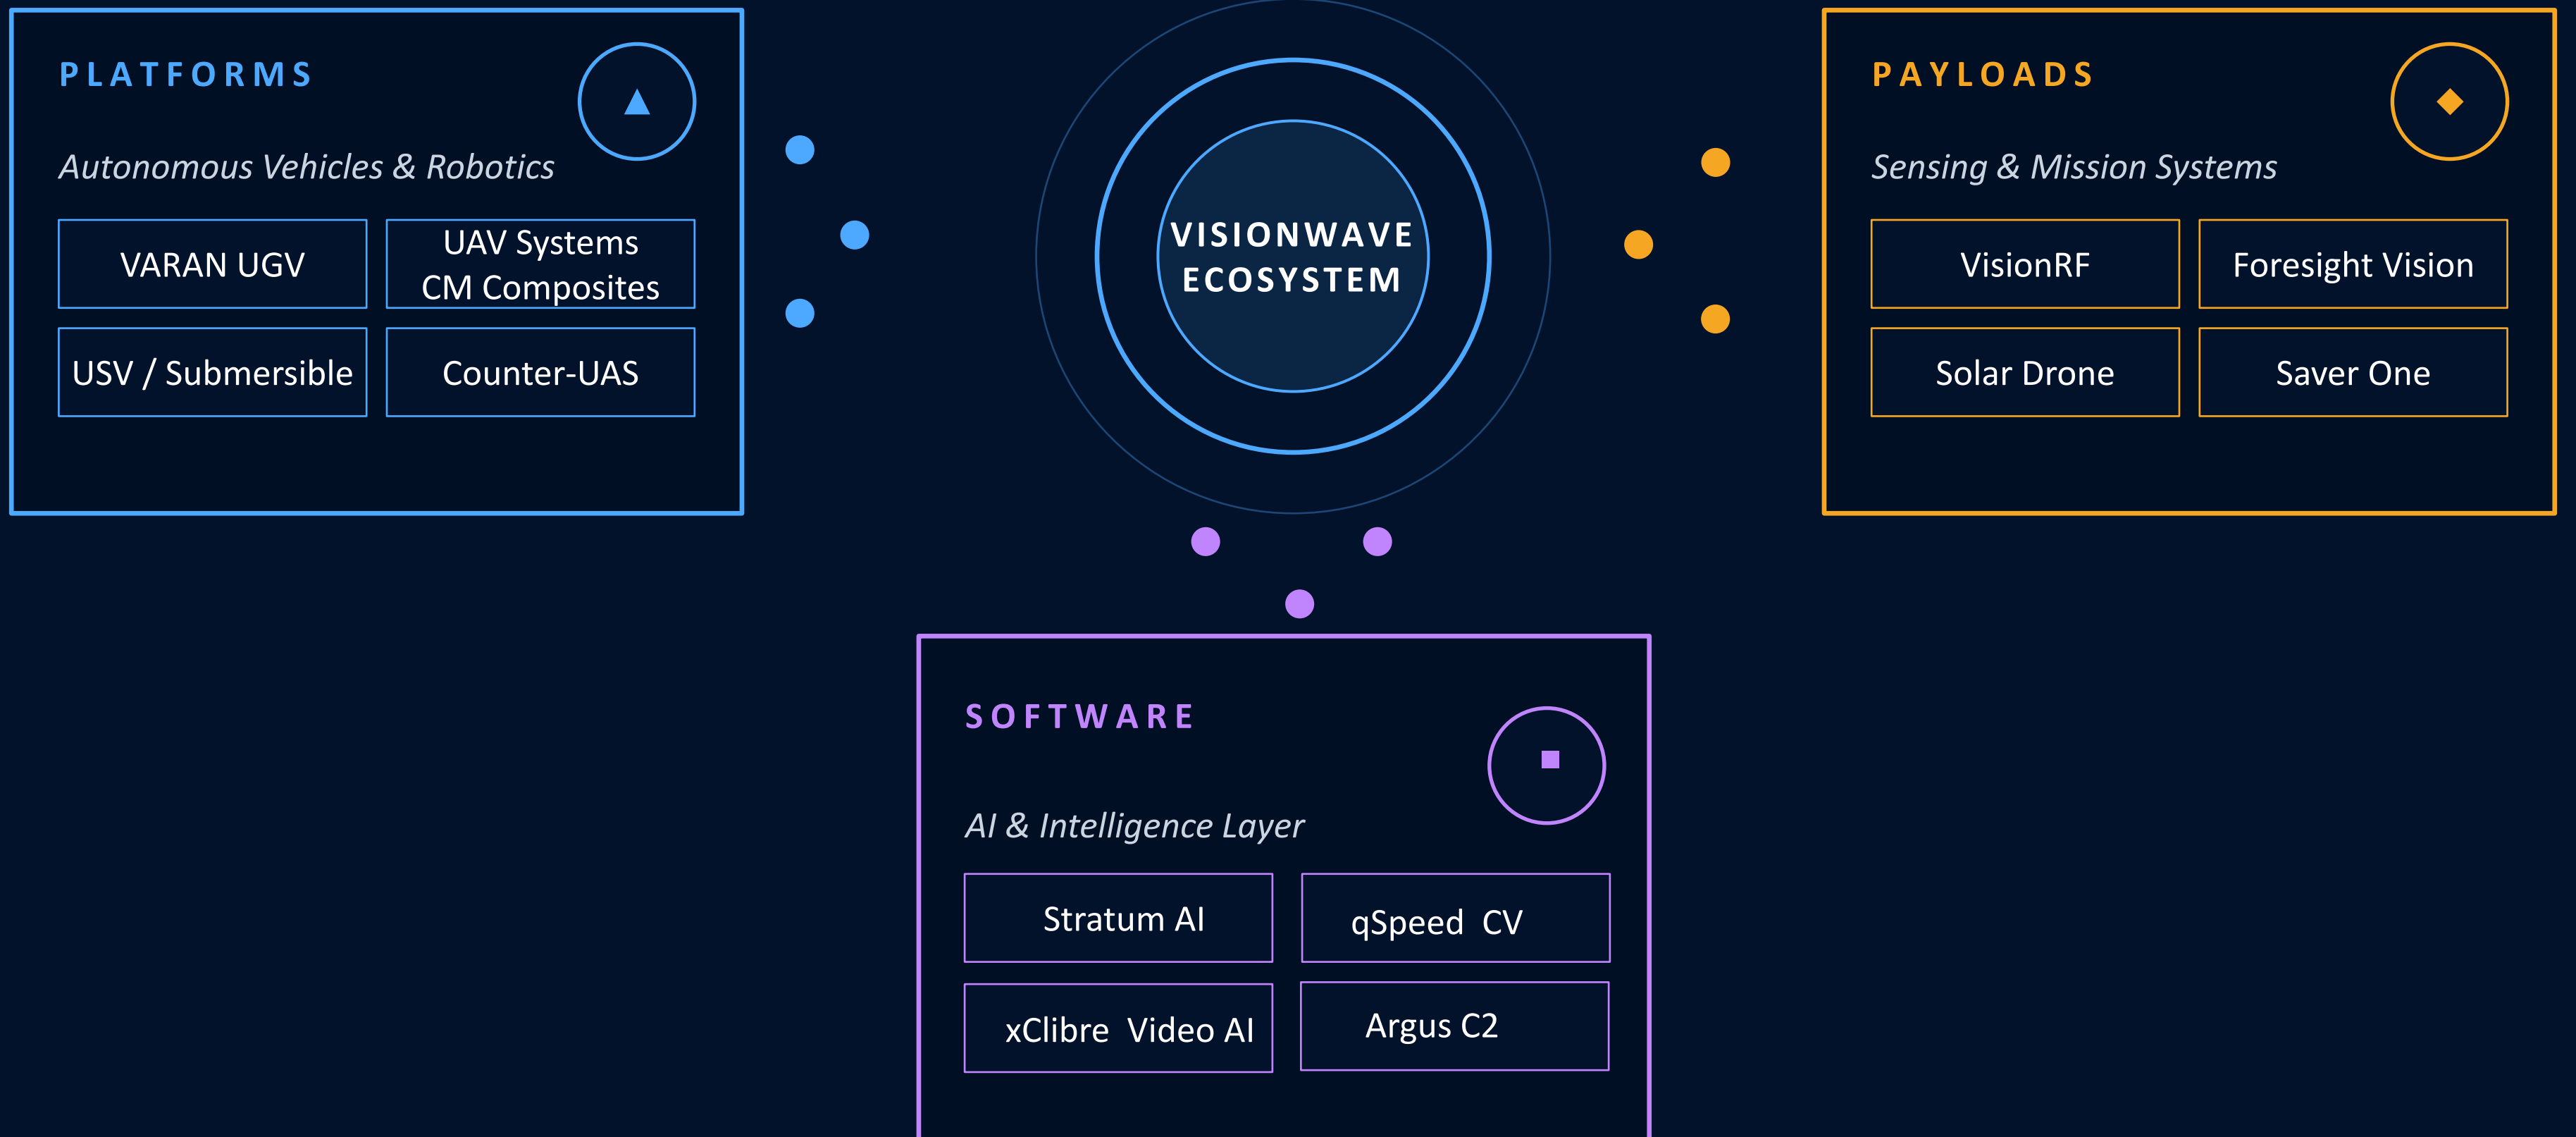 PLATFORMS
Autonomous Vehicles & Robotics
VARAN UGV
UAV Systems
CM Composites
USV / Submersible
Counter-UAS
VISIONWAVE
ECOSYSTEM
PAYLOADS
Sensing & Mission Systems
VisionRF
Foresight Vision
Solar Drone
Saver One
SOFTWARE
AI & Intelligence Layer
Stratum AI
qSpeed  CV
xClibre  Video AI
Argus C2